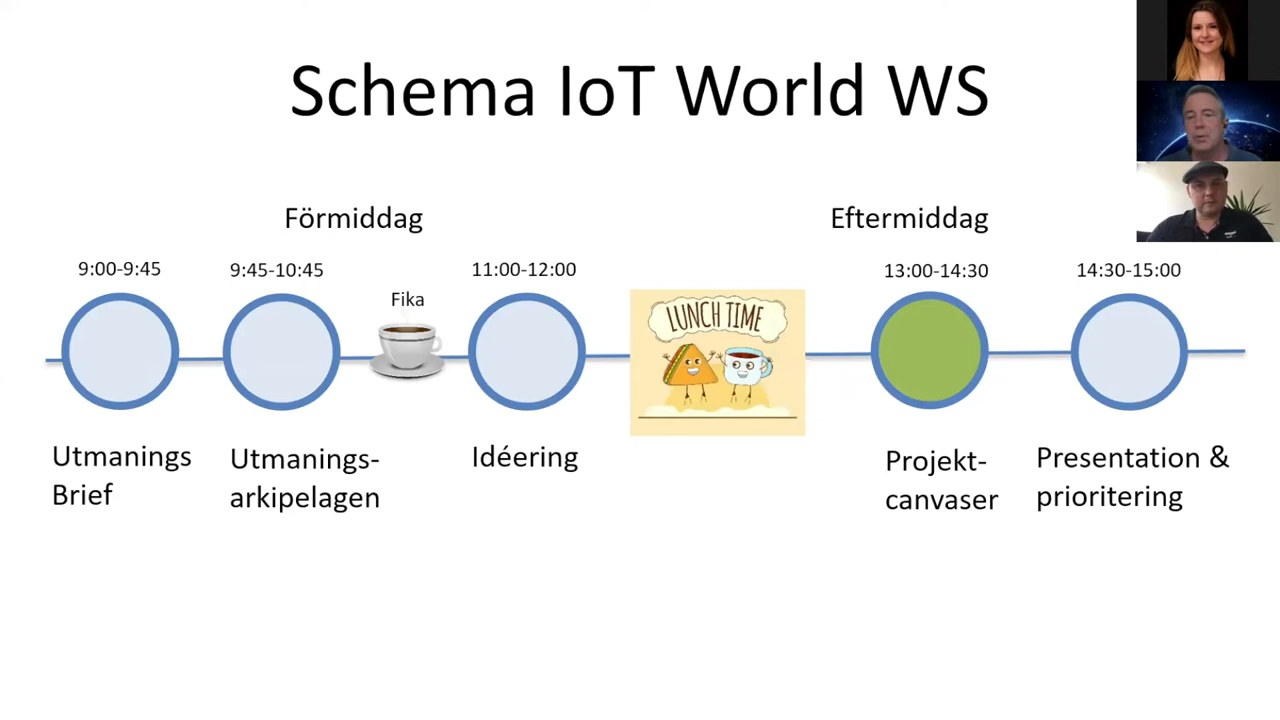 Schema IoT World WS
Förmiddag
Eftermiddag
9:00-9:45
9:45-10:45
Fika
11:00-12:00
LUNCH TIME
13:00-14:30
14:30-15:00
Utmanings
Brief
Utmanings-
arkipelagen
Idéering
Projekt-
canvaser
Presentation &
prioritering